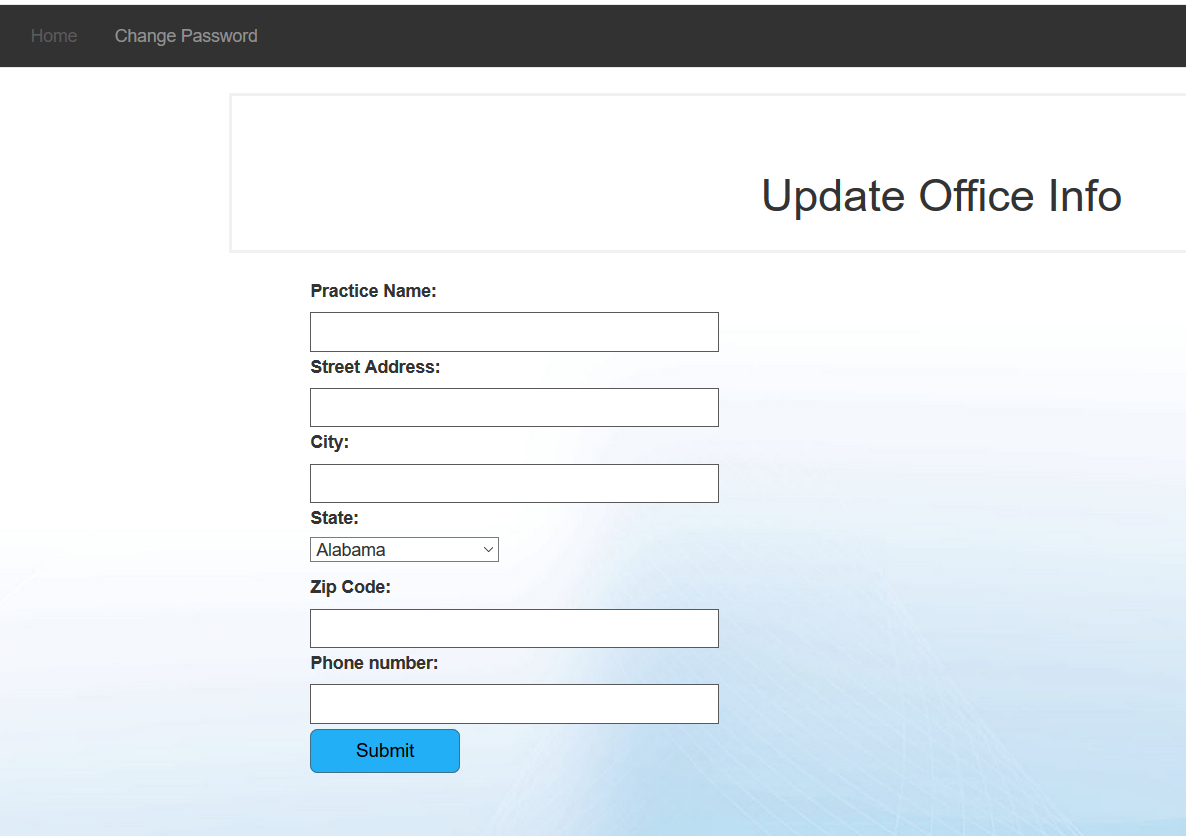 Home Change Password
Update Office Info
Practice Name:
Street Address:
City:
State:
Alabama
Zip Code:
Phone number:
Submit